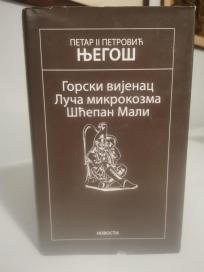 ПЕТАР II ПЕТРОВИЋ
ЊЕГОШ
Горски вијенац
Луча микрокозма
Шћепан Мали
НОВОСТИ